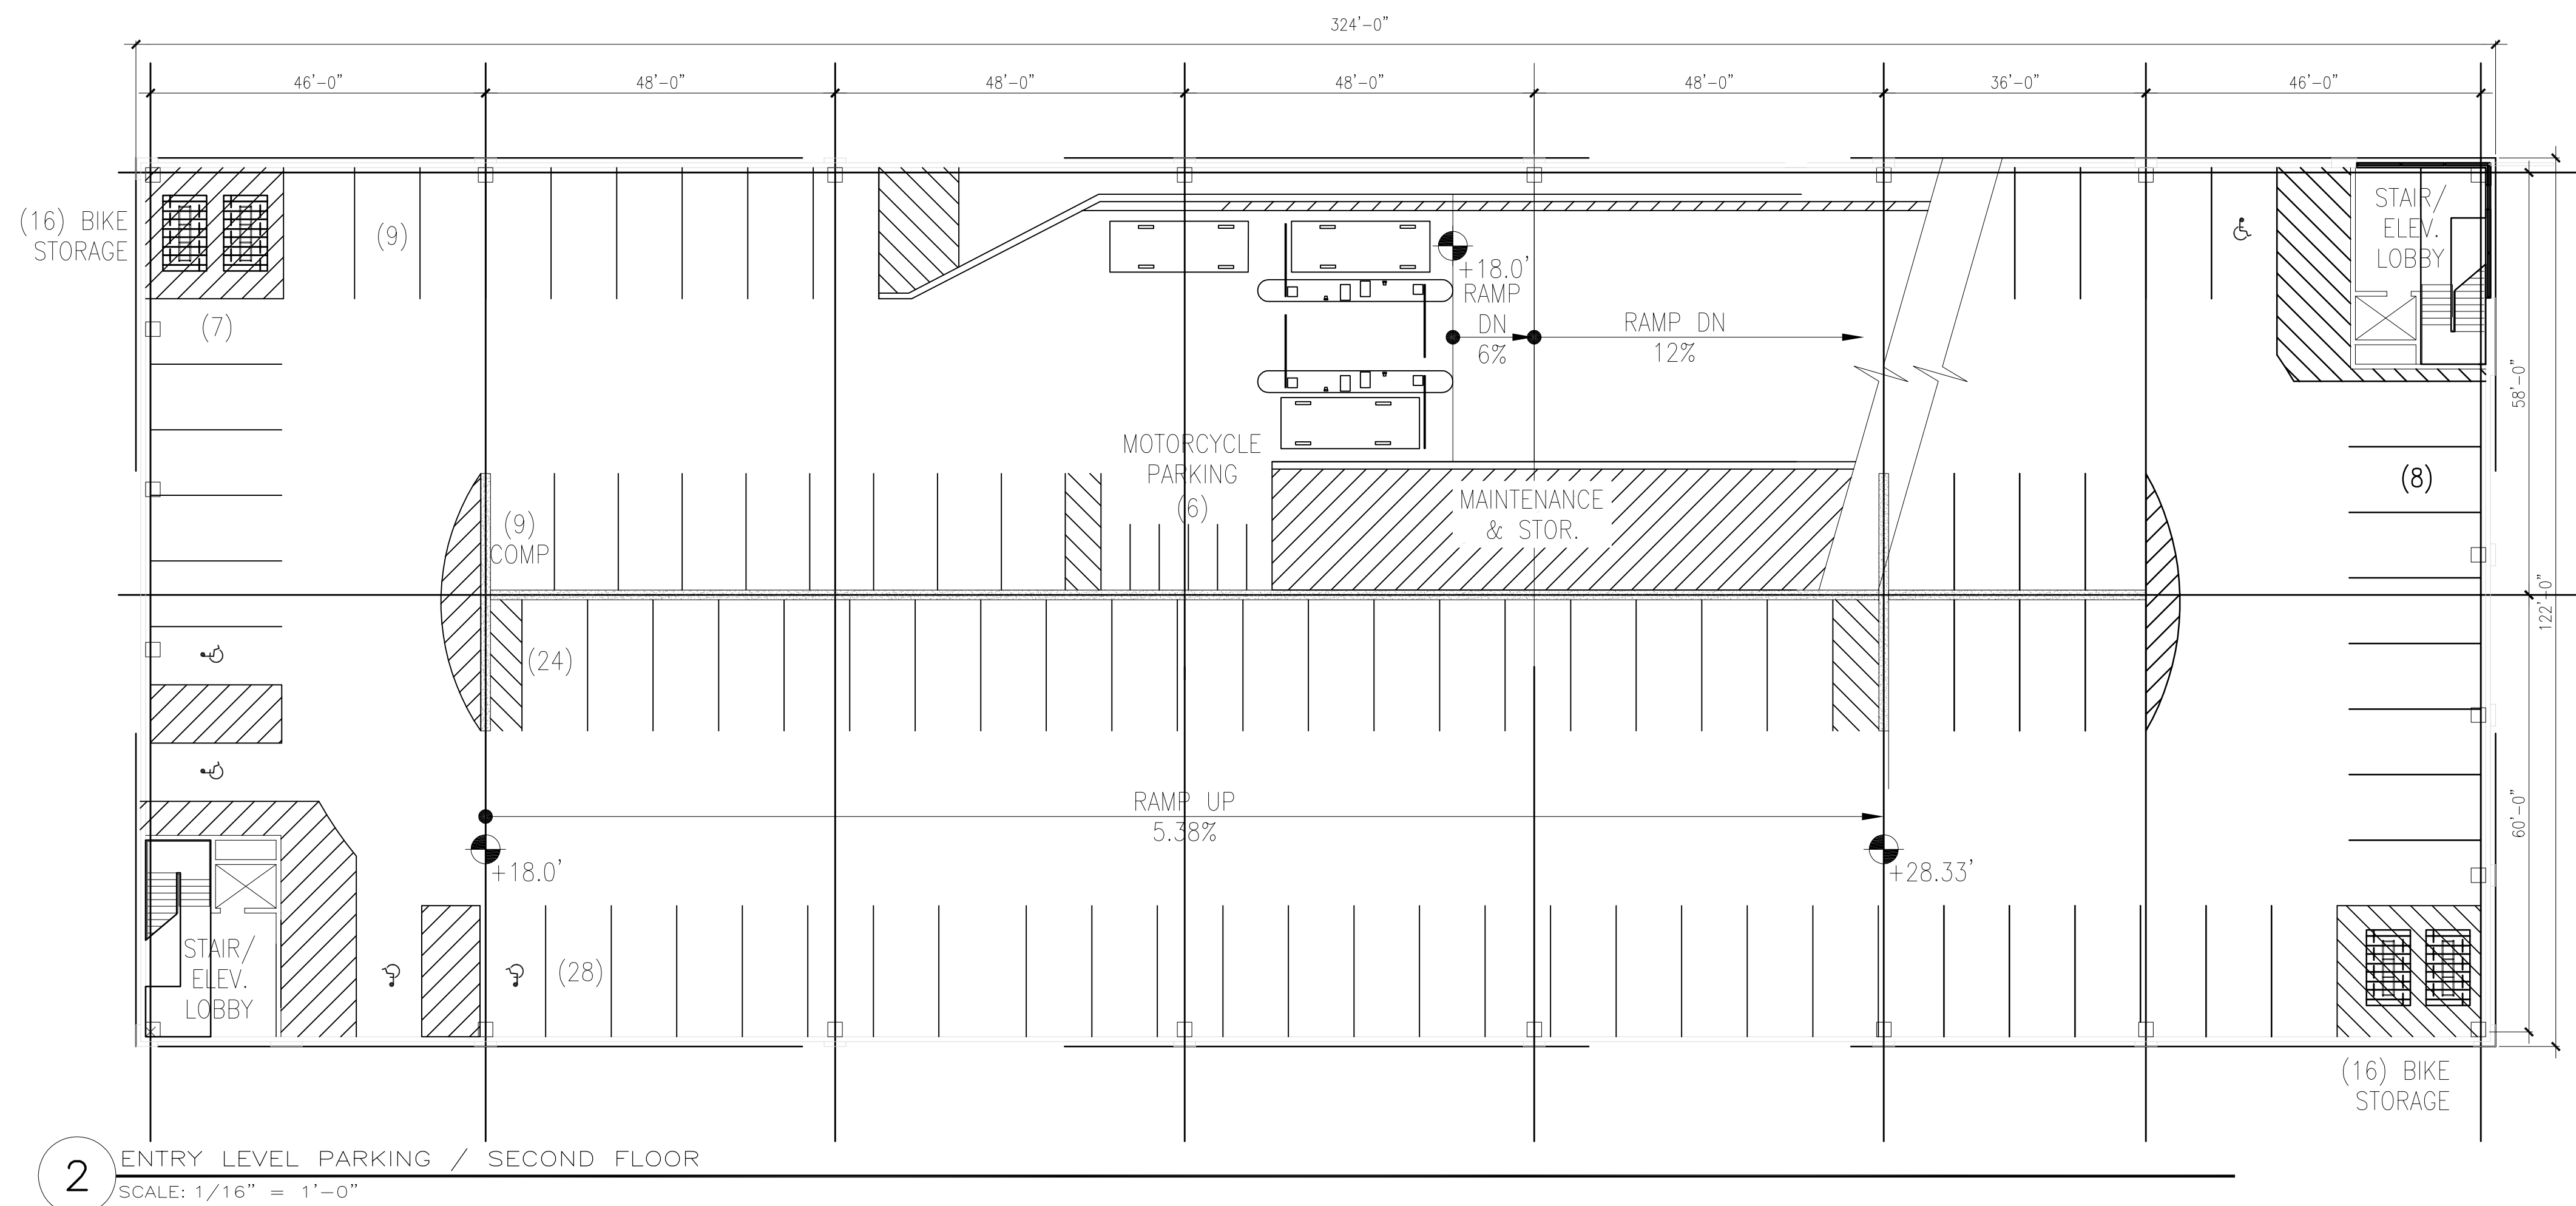 324'-0"
46'-0"
48'-0"
48'-0"
48'-0"
48'-0"
36'-0"
46'-0"
(16) BIKE
STORAGE
(9)
(7)
+18.0'
RAMP
DN
6%
RAMP DN
12%
STAIR/
ELEV.
LOBBY
58'-0"
MOTORCYCLE
PARKING
(6)
(9)
COMP
MAINTENANCE
& STOR.
(8)
122'-0"
(24)
RAMP UP
5.38%
+18.0'
+28.33'
60'-0"
STAIR/
ELEV.
LOBBY
(28)
(16) BIKE
STORAGE
2
ENTRY LEVEL PARKING / SECOND FLOOR
SCALE: 1/16" = 1'-0"